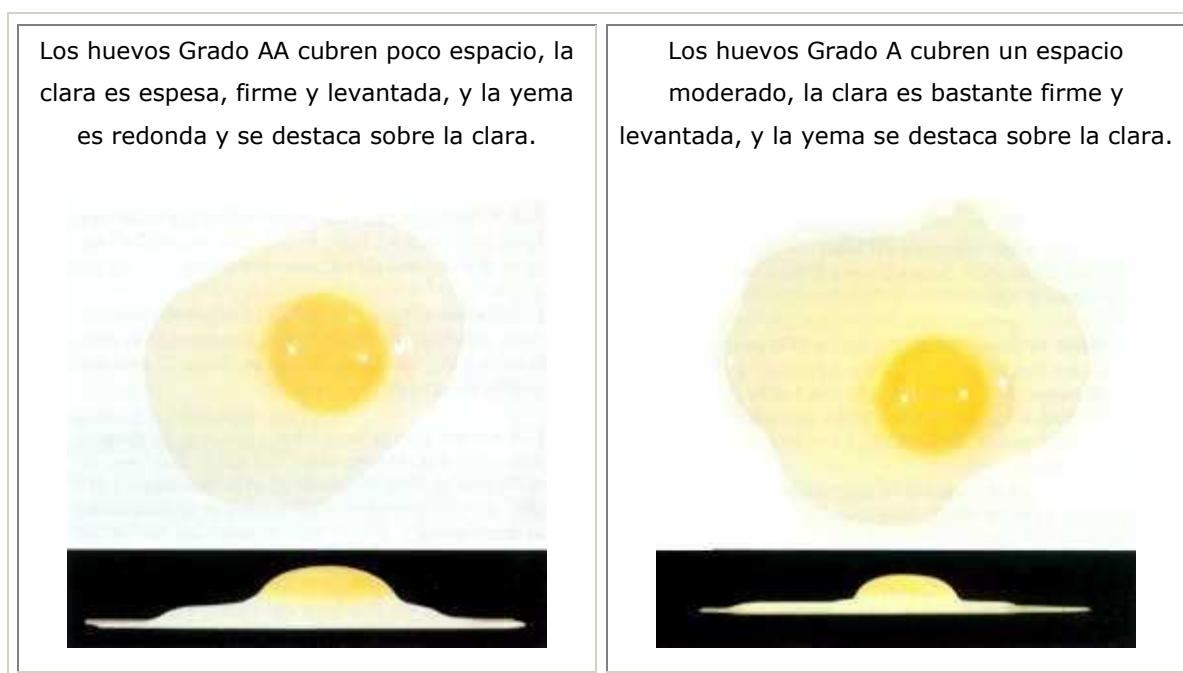 Los huevos Grado AA cubren poco espacio, la
clara es espesa, firme y levantada, y la yema
es redonda y se destaca sobre la clara.
Los huevos Grado A cubren un espacio
moderado, la clara es bastante firme y
levantada, y la yema se destaca sobre la clara.